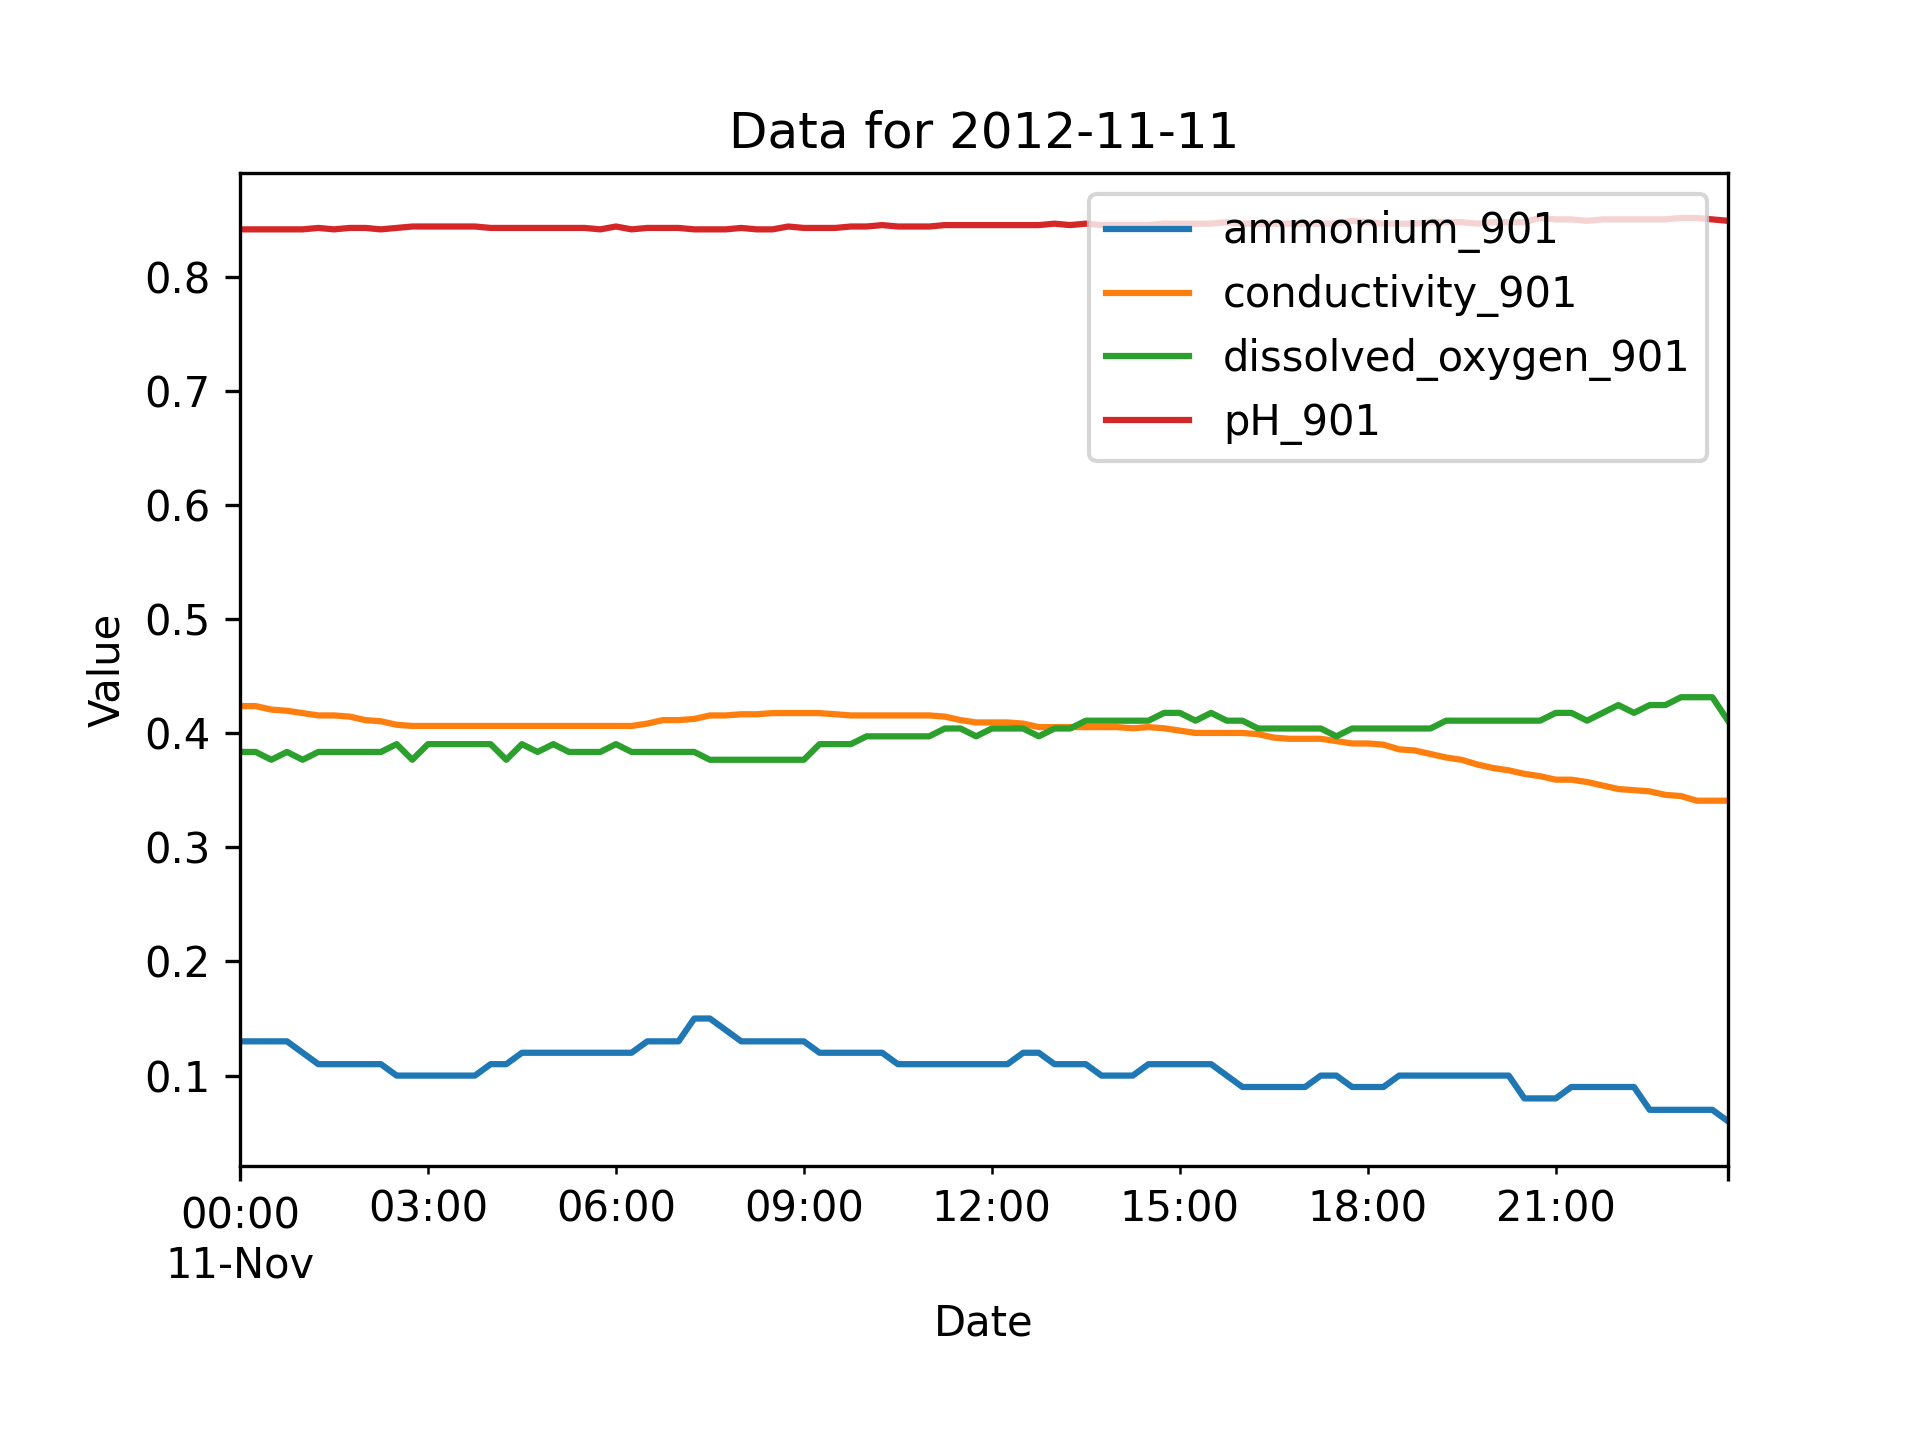 Data for 2012-11-11
ammonium_901
conductivity_901
dissolved_oxygen_901
pH_901
Value
0.8
0.7
0.6
0.5
0.4
0.3
0.2
0.1
00:00 03:00 06:00 09:00 12:00 15:00 18:00 21:00
11-Nov
Date